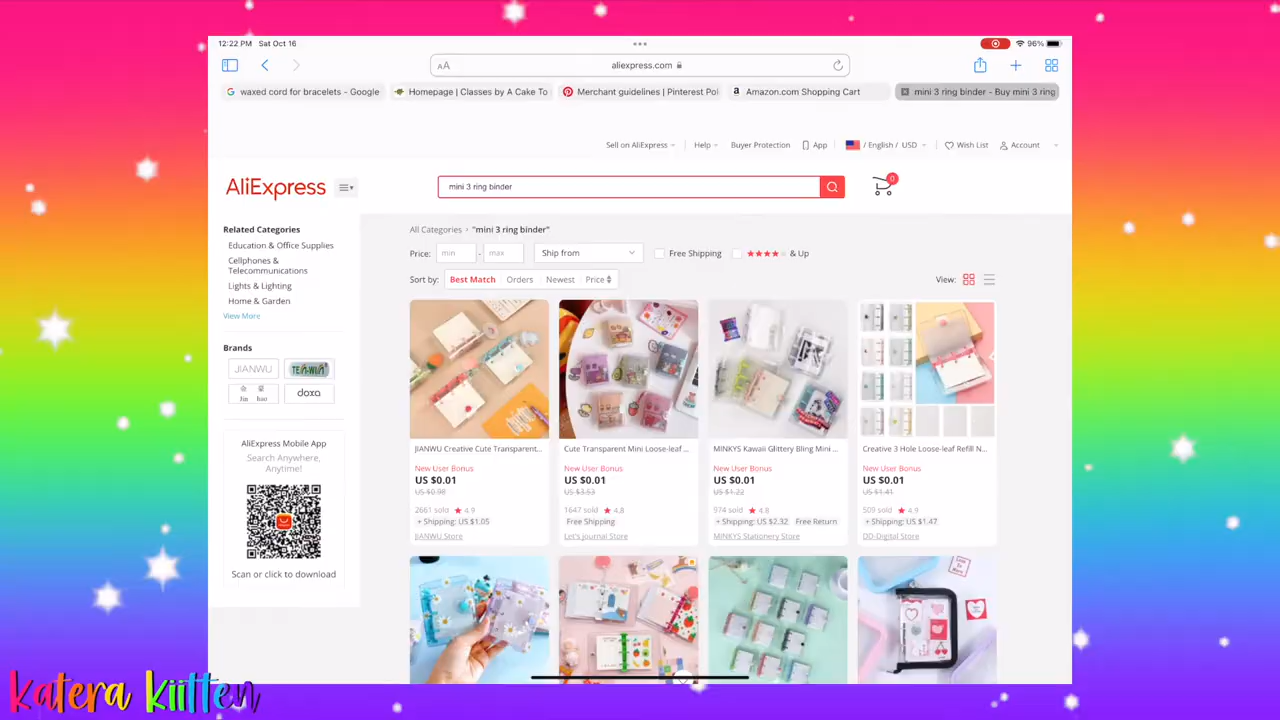 12:22 PM Sat Oct 16
96%
AA aliexpress.com
waxed cord for bracelets - Google
Homepage | Classes by A Cake To
Merchant guidelines | Pinterest Poli
Amazon.com Shopping Cart
mini 3 ring binder - Buy mini 3 ring
Sell on AliExpress Help Buyer Protection App / English / USD Wish List Account
AliExpress
mini 3 ring binder
0
Related Categories
Education & Office Supplies
Cellphones &
Telecommunications
Lights & Lighting
Home & Garden
View More
Brands
JIANWU
TEN-WIN
金 豪
Jin hao
doxa
AliExpress Mobile App
Search Anywhere,
Anytime!
Scan or click to download
All Categories > "mini 3 ring binder"
Price: min - max Ship from Free Shipping & Up
Sort by: Best Match Orders Newest Price View:
JIANWU Creative Cute Transparent...
New User Bonus
US $0.01
US $0.98
2661 sold 4.9
+ Shipping: US $1.05
JIANWU Store
Cute Transparent Mini Loose-leaf ...
New User Bonus
US $0.01
US $3.53
1647 sold 4.8
Free Shipping
Let's journal Store
MINKYS Kawaii Glittery Bling Mini ...
New User Bonus
US $0.01
US $1.22
974 sold 4.8
+ Shipping: US $2.32 Free Return
MINKYS Stationery Store
Creative 3 Hole Loose-leaf Refill N...
New User Bonus
US $0.01
US $1.41
509 sold 4.9
+ Shipping: US $1.47
DD-Digital Store
katera kiitten